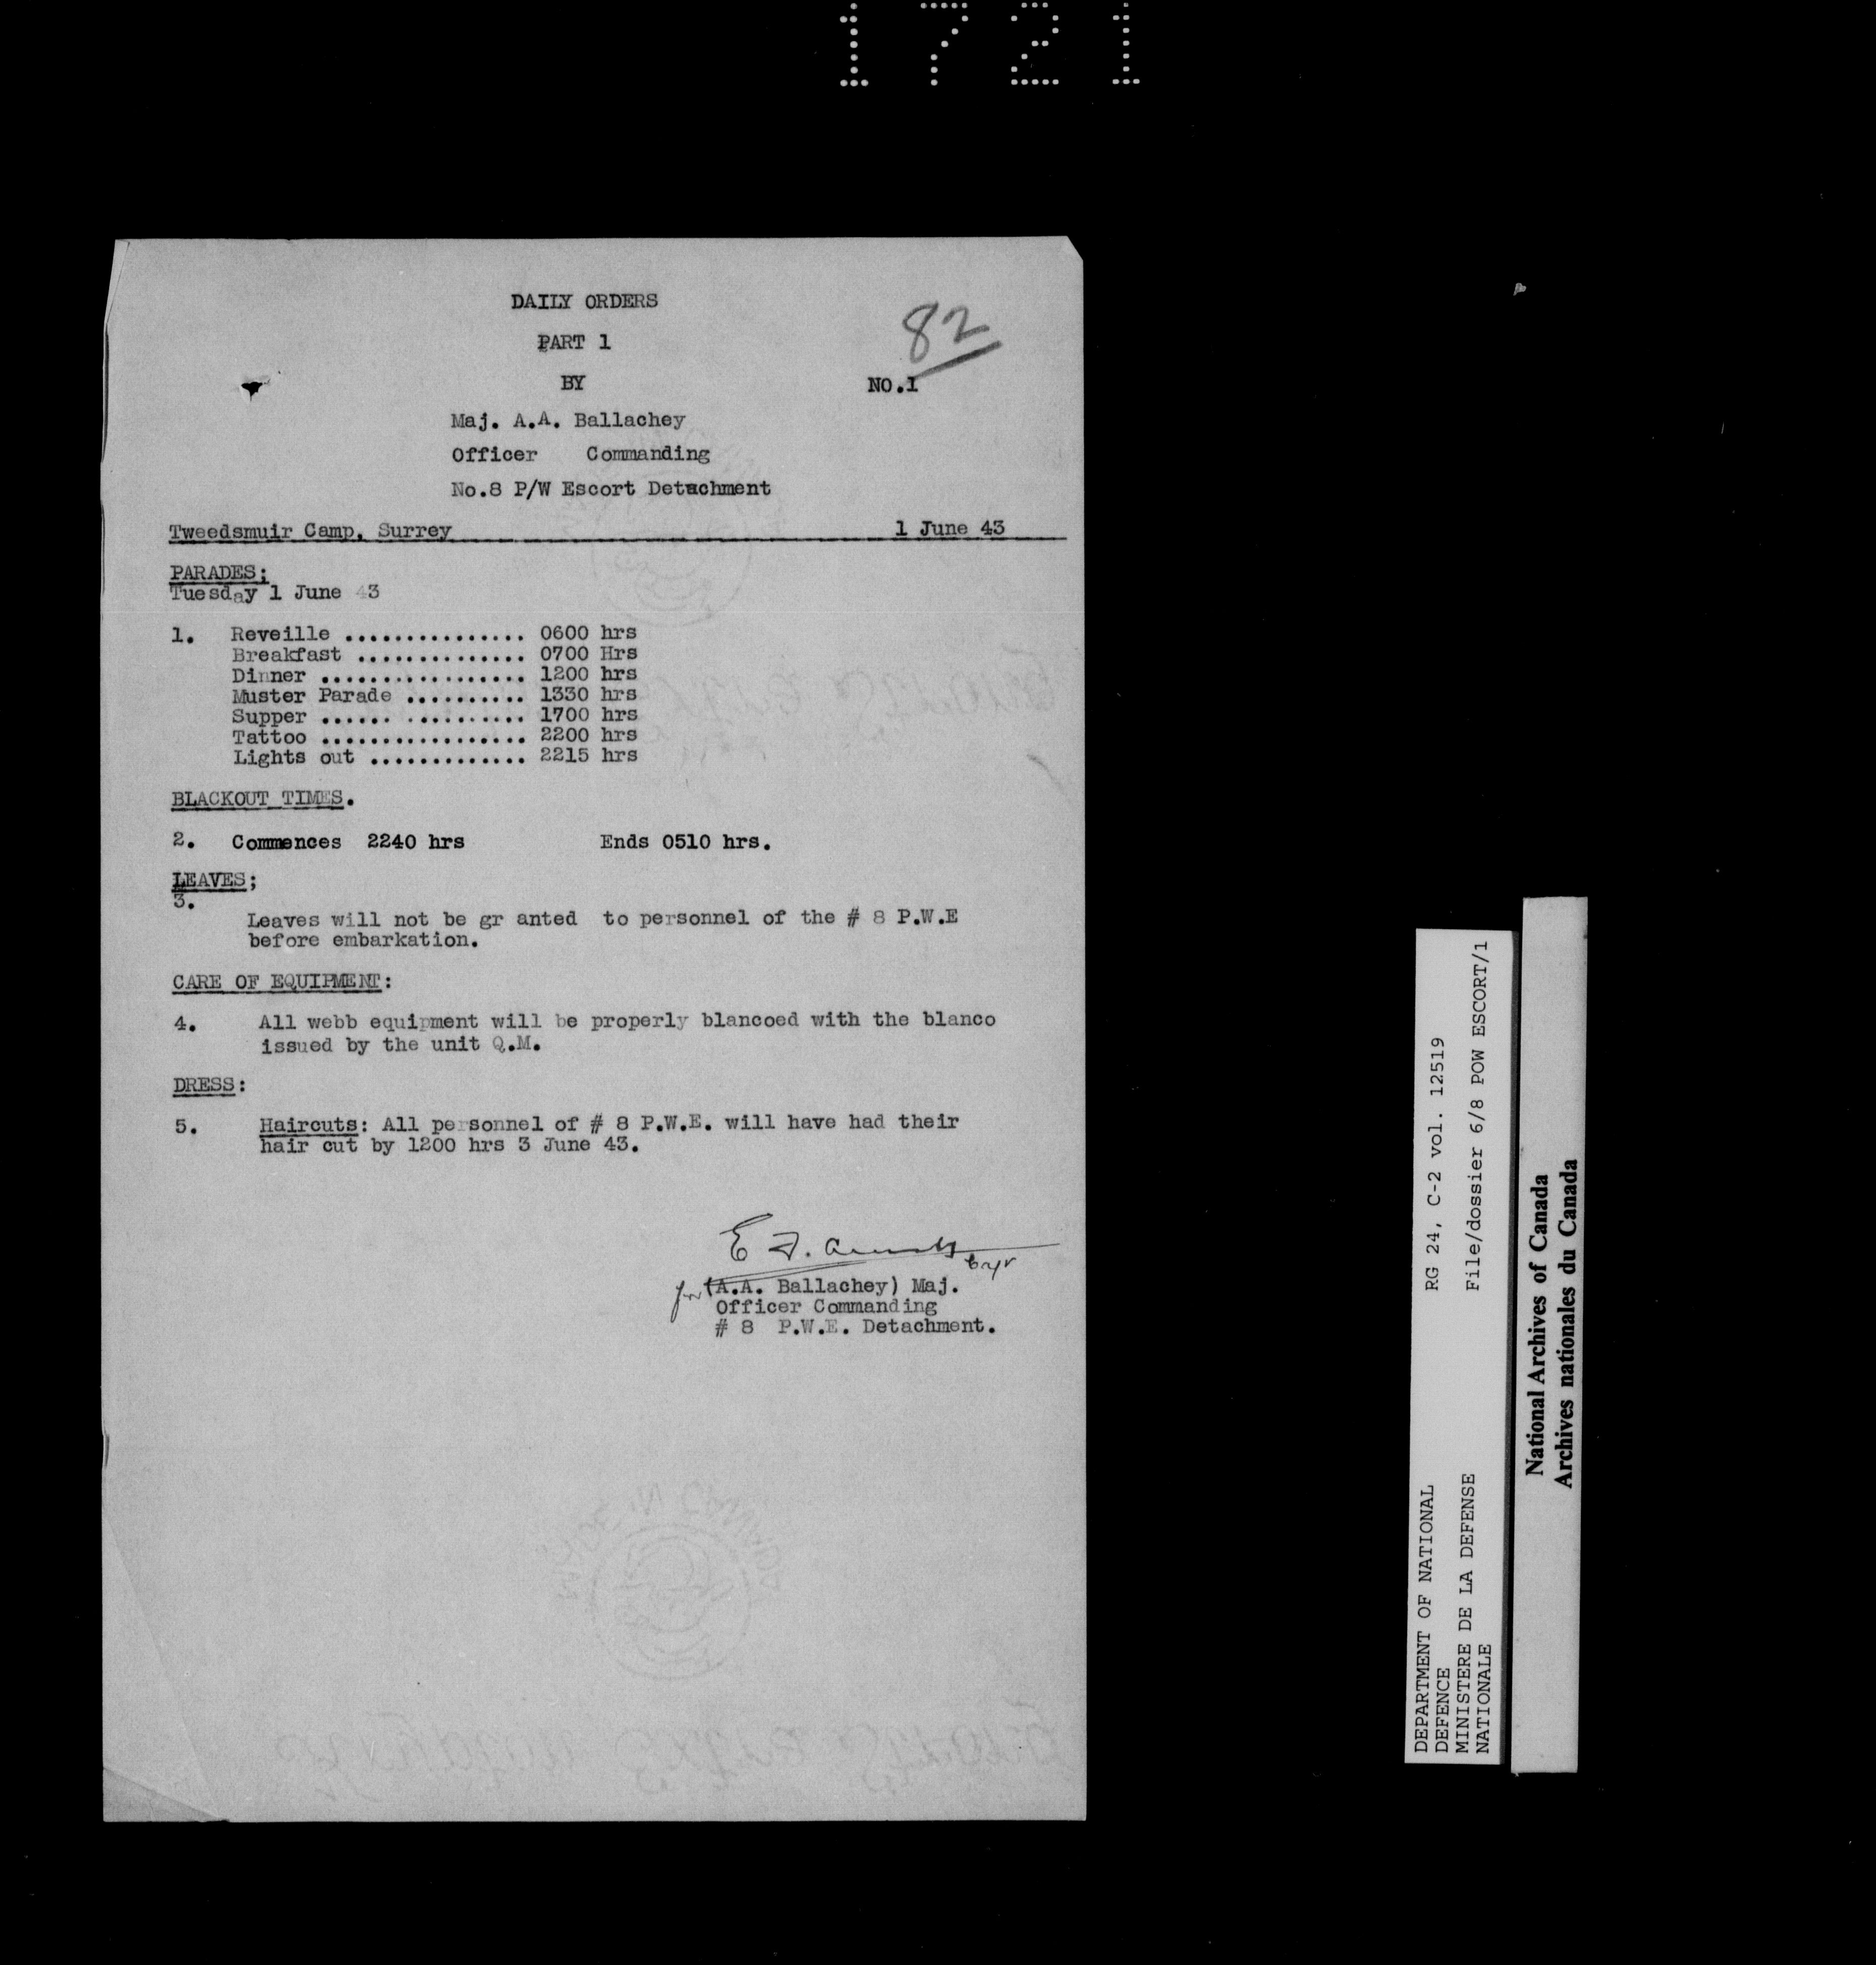 1721
DAILY ORDERS
82
PART 1
BY
NO.1
Maj. A.A. Ballachey
Officer Commanding
No.8 P/W Escort Detachment
Tweedsmuir Camp, Surrey 1 June 43
PARADES;
Tuesday 1 June 43
1. Reveille ............... 0600 hrs
Breakfast .............. 0700 Hrs
Dinner ................. 1200 hrs
Muster Parade .......... 1330 hrs
Supper ...... .......... 1700 hrs
Tattoo ................. 2200 hrs
Lights out ............. 2215 hrs
BLACKOUT TIMES.
2. Commences 2240 hrs Ends 0510 hrs.
LEAVES;
3.
Leaves will not be gr anted to personnel of the # 8 P.W.E
before embarkation.
CARE OF EQUIPMENT:
4. All webb equipment will be properly blancoed with the blanco
issued by the unit Q.M.
DRESS:
5. Haircuts: All personnel of # 8 P.W.E. will have had their
hair cut by 1200 hrs 3 June 43.
E F.
for (A.A. Ballachey) Maj.
Officer Commanding
# 8 P.W.E. Detachment.
DEPARTMENT OF NATIONAL RG 24, C-2 vol. 12519
DEFENCE
MINISTERE DE LA DEFENSE File/dossier 6/8 POW ESCORT/1
NATIONALE
National Archives of Canada
Archives nationales du Canada